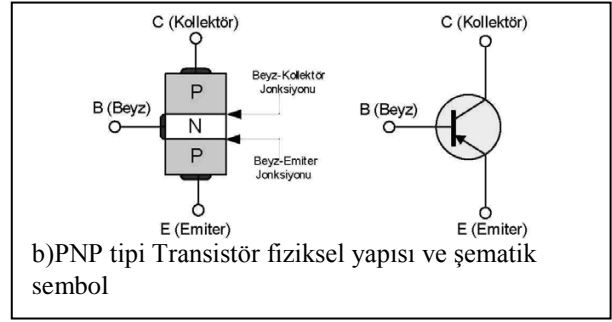 C (Kollektör)
C (Kollektör)
P
Beyz-Kollektör
Jonksiyonu
B (Beyz)
N
B (Beyz)
P
Beyz-Emiter
Jonksiyonu
E (Emiter)
E (Emiter)
b)PNP tipi Transistör fiziksel yapısı ve şematik
sembol